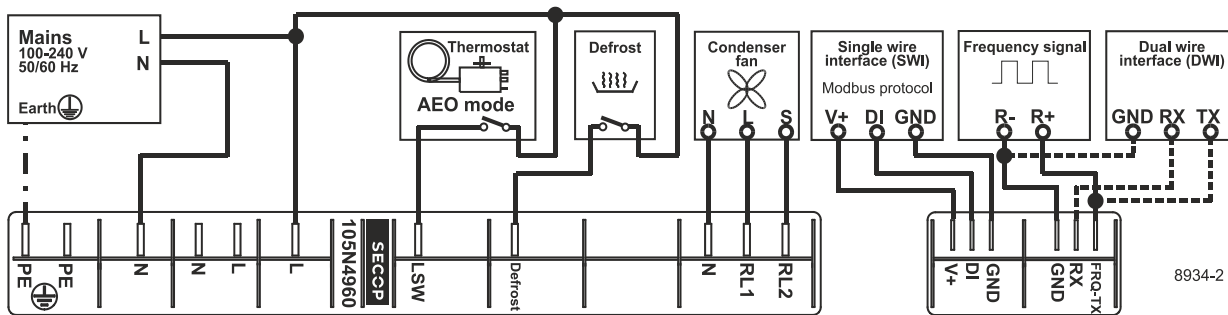 Mains
100-240 V
50/60 Hz
L
N
Earth
Thermostat
AEO mode
Defrost
Condenser
fan
N L S
Single wire
interface (SWI)
Modbus protocol
V+ DI GND
Frequency signal
R- R+
Dual wire
interface (DWI)
GND RX TX
PE
PE
N
N
L
L
105N4960
SECOP
LSW
Defrost
N
RL1
RL2
V+
DI
GND
GND
RX
FRQ-TX
8934-2